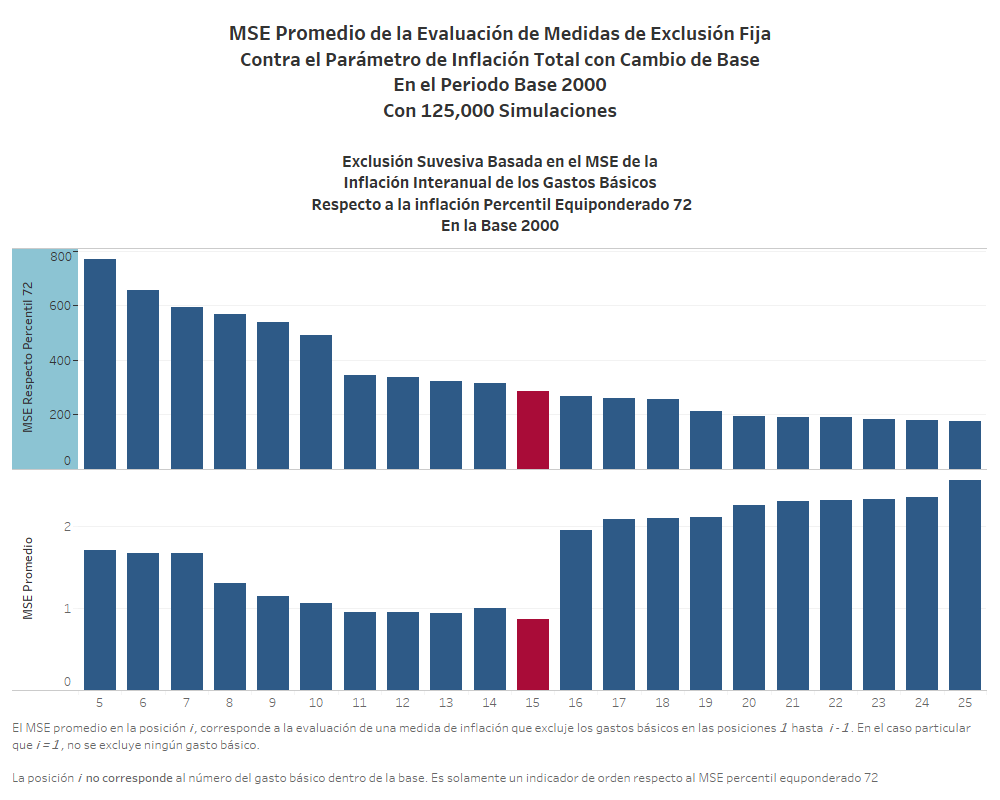 MSE Promedio de la Evaluación de Medidas de Exclusión Fija
Contra el Parámetro de Inflación Total con Cambio de Base
En el Periodo Base 2000
Con 125,000 Simulaciones
Exclusión Suvesiva Basada en el MSE de la
Inflación Interanual de los Gastos Básicos
Respecto a la inflación Percentil Equiponderado 72
En la Base 2000
MSE Respecto Percentil 72
800
600
400
200
0
MSE Promedio
2
1
0
5 6 7 8 9 10 11 12 13 14 15 16 17 18 19 20 21 22 23 24 25
El MSE promedio en la posición i, corresponde a la evaluación de una medida de inflación que excluje los gastos básicos en las posiciones 1 hasta i-1. En el caso particular
que i=1, no se excluye ningún gasto básico.
La posición i no corresponde al número del gasto básico dentro de la base. Es solamente un indicador de orden respecto al MSE percentil equponderado 72